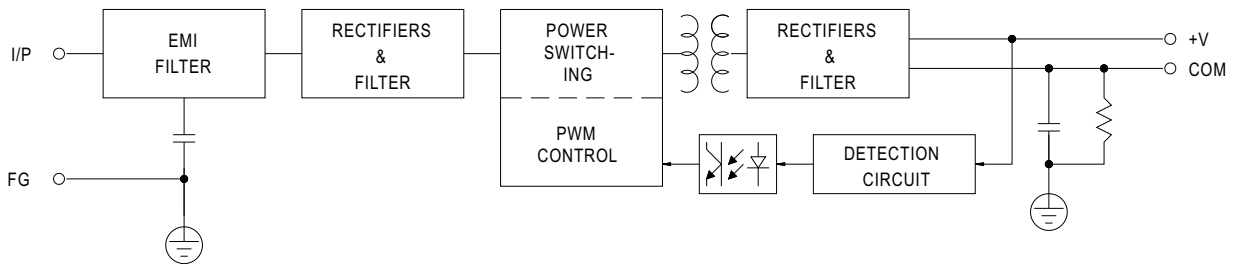 I/P
EMI
FILTER
RECTIFIERS
&
FILTER
POWER
SWITCH-
ING
PWM
CONTROL
RECTIFIERS
&
FILTER
+V
COM
DETECTION
CIRCUIT
FG